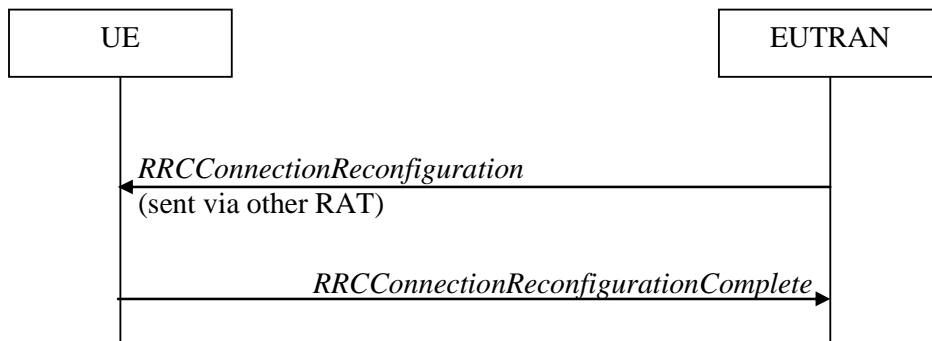 UE
EUTRAN
RRCConnectionReconfiguration
(sent via other RAT)
RRCConnectionReconfigurationComplete